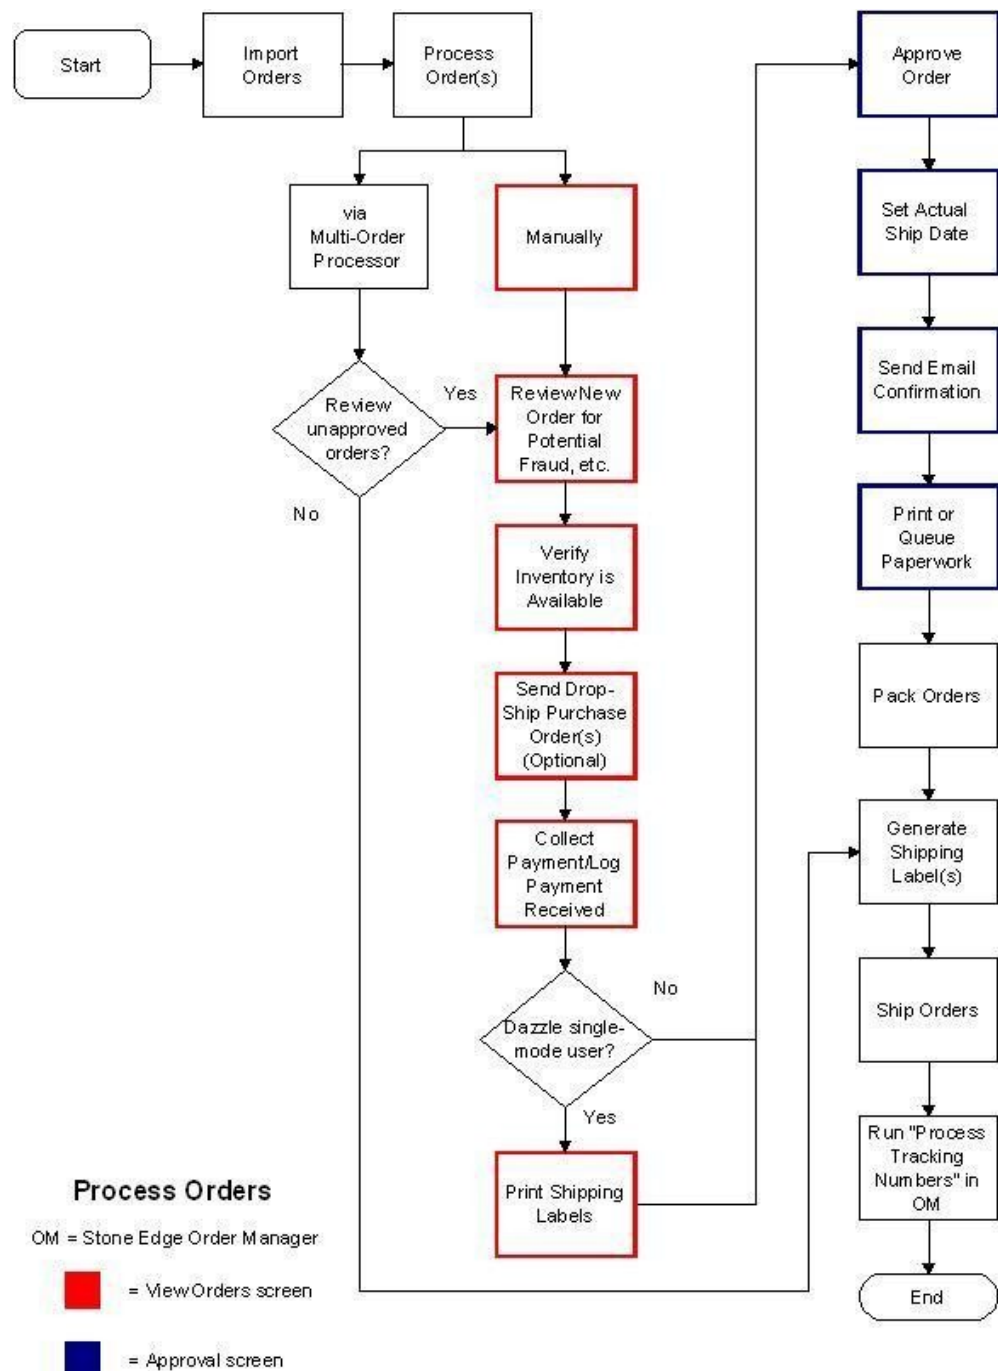 Start
Import
Orders
Process
Order(s)
via
Multi-Order
Processor
Manually
Review
unapproved
orders?
Yes
No
Review New
Order for
Potential
Fraud, etc.
Verify
Inventory is
Available
Send Drop-
Ship Purchase
Order(s)
(Optional)
Collect
Payment/Log
Payment
Received
Dazzle single-
mode user?
No
Yes
Print Shipping
Labels
Approve
Order
Set Actual
Ship Date
Send Email
Confirmation
Print or
Queue
Paperwork
Pack Orders
Generate
Shipping
Label(s)
Ship Orders
Run "Process
Tracking
Numbers" in
OM
End
Process Orders
OM = Stone Edge Order Manager
= View Orders screen
= Approval screen